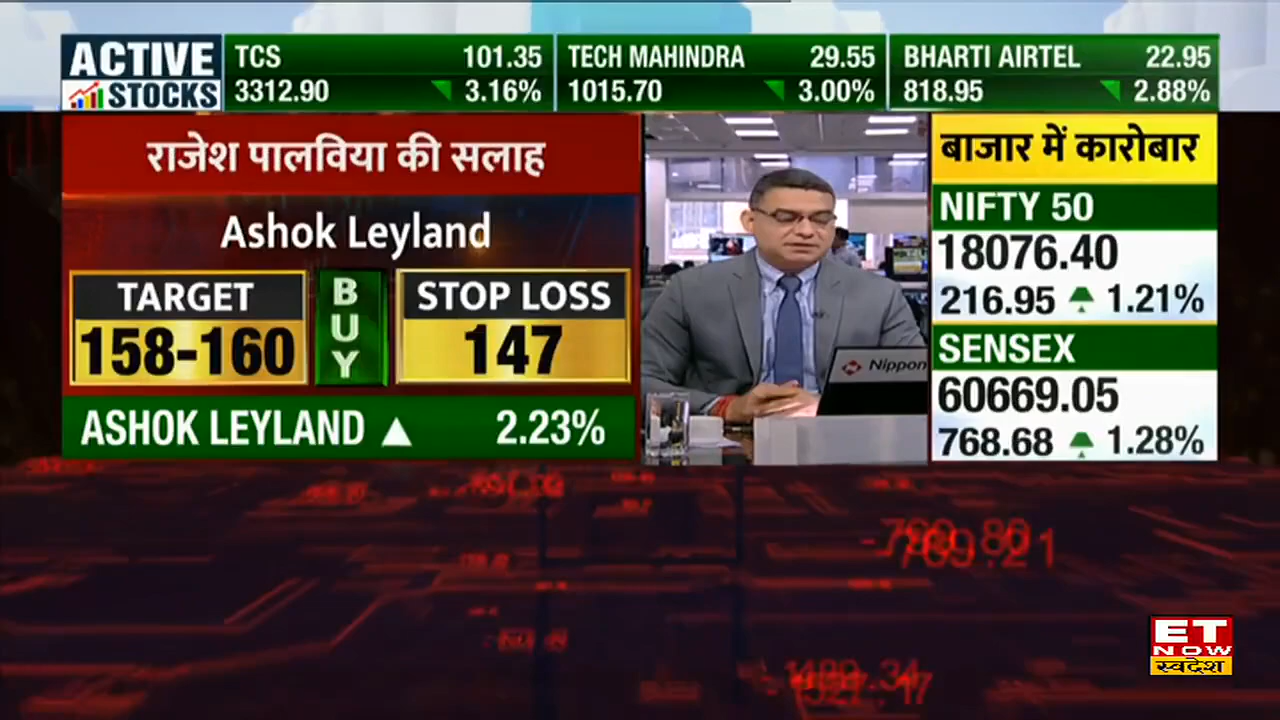 ACTIVE
STOCKS
TCS 101.35
3312.90 3.16%
TECH MAHINDRA 29.55
1015.70 3.00%
BHARTI AIRTEL 22.95
818.95 2.88%
राजेश पालविया की सलाह
Ashok Leyland
TARGET
158-160
BUY
STOP LOSS
147
ASHOK LEYLAND ▲ 2.23%
Nippon
बाजार में कारोबार
NIFTY 50
18076.40
216.95 1.21%
SENSEX
60669.05
768.68 1.28%
ET
NOW
स्वदेश